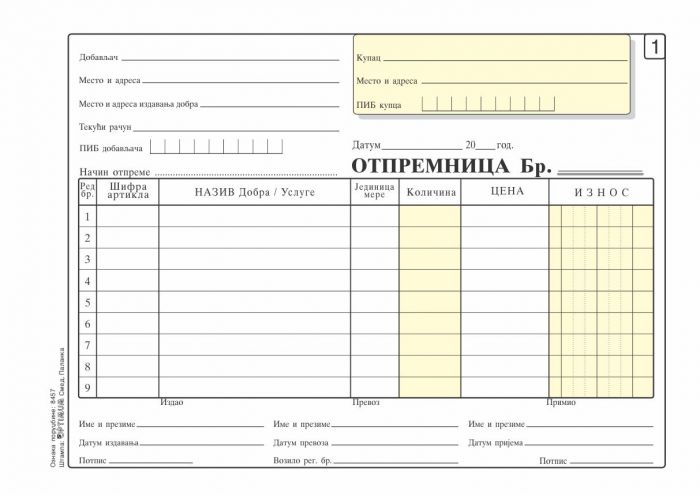 1
Добављач
Купац
Место и адреса
Место и адреса
Место и адреса издавања добра
ПИБ купца
Текући рачун
ПИБ добављача
Датум 20 год.
Начин отпреме
ОТПРЕМНИЦА Бр.
Ред бр.
Шифра артикла
НАЗИВ Добра / Услуге
Јединица мере
Количина
ЦЕНА
ИЗНОС
1
2
3
4
5
6
7
8
9
Издао Превоз Примио
Име и презиме Име и презиме Име и презиме
Датум издавања Датум превоза Датум пријема
Потпис Возило рег. бр. Потпис
Ознака поруџбине: 8457
Штампа: Смед. Паланка